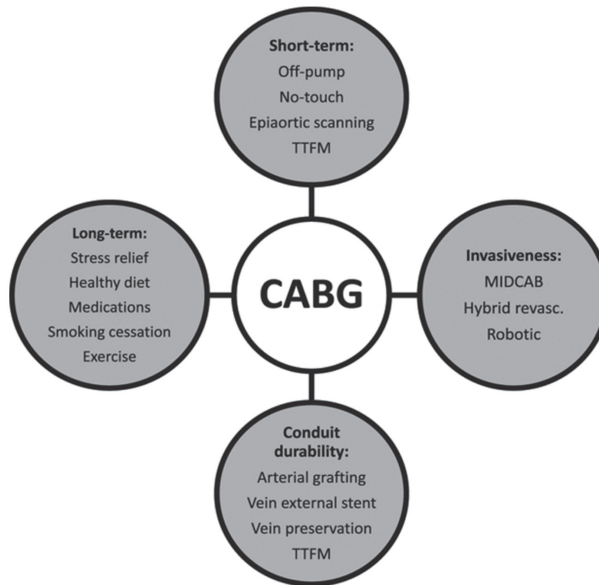 Short-term:
Off-pump
No-touch
Epiaortic scanning
TTFM
Long-term:
Stress relief
Healthy diet
Medications
Smoking cessation
Exercise
CABG
Invasiveness:
MIDCAB
Hybrid revasc.
Robotic
Conduit
durability:
Arterial grafting
Vein external stent
Vein preservation
TTFM